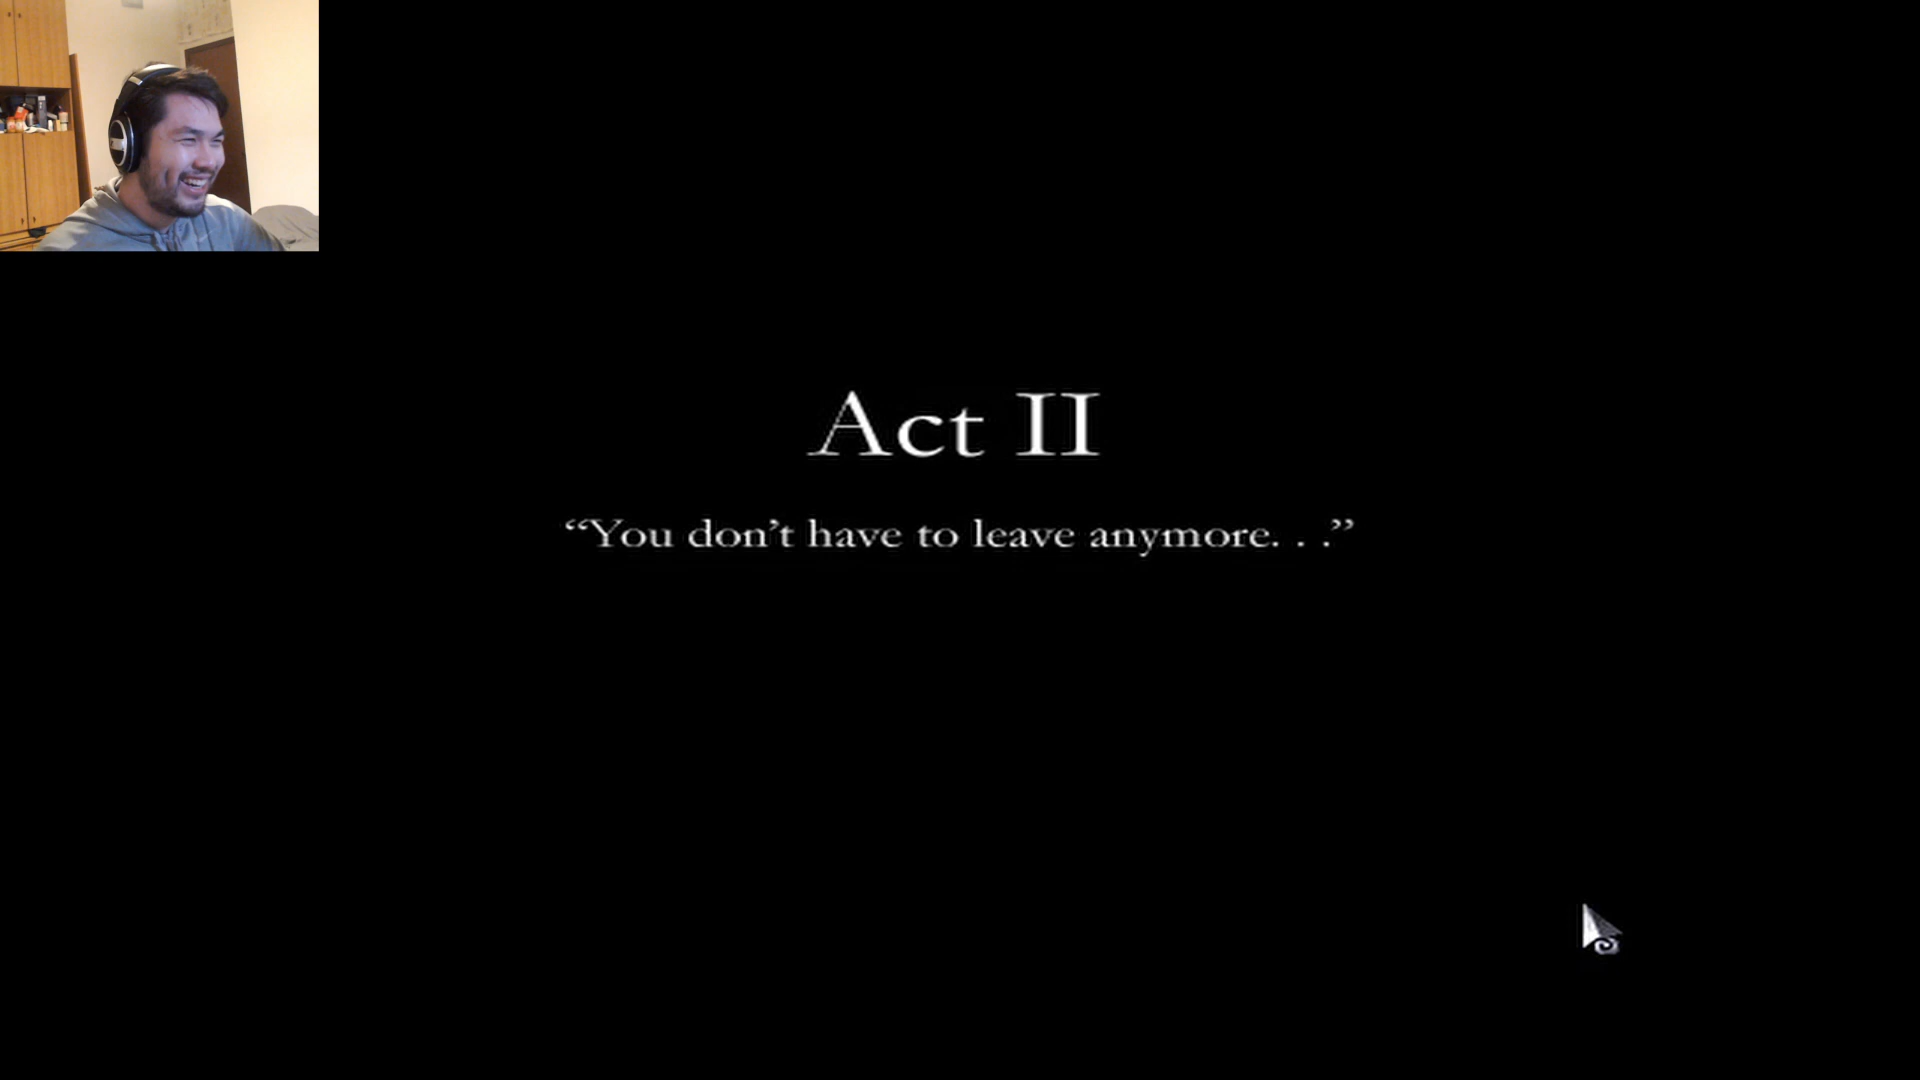 Act II
“You don’t have to leave anymore. . .”